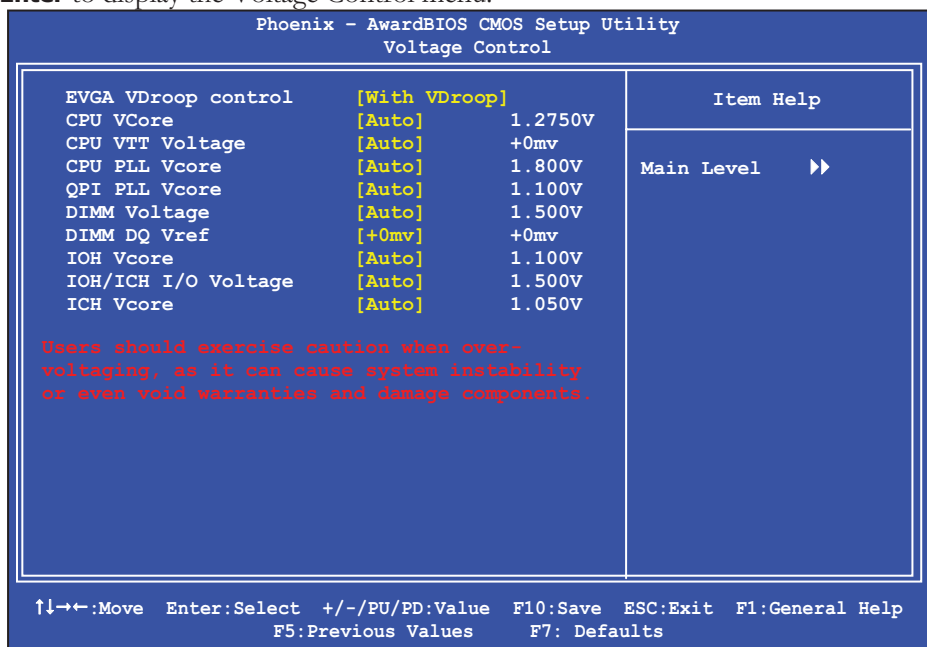 Enter to display the Voltage Control menu.
Phoenix – AwardBIOS CMOS Setup Utility
Voltage Control
EVGA VDroop control [With VDroop]
CPU VCore [Auto] 1.2750V
CPU VTT Voltage [Auto] +0mv
CPU PLL Vcore [Auto] 1.800V
QPI PLL Vcore [Auto] 1.100V
DIMM Voltage [Auto] 1.500V
DIMM DQ Vref [+0mv] +0mv
IOH Vcore [Auto] 1.100V
IOH/ICH I/O Voltage [Auto] 1.500V
ICH Vcore [Auto] 1.050V
Users should exercise caution when over-
voltaging, as it can cause system instability
or even void warranties and damage components.
Item Help
Main Level ▸▸
↑↓→←:Move Enter:Select +/-/PU/PD:Value F10:Save ESC:Exit F1:General Help
F5:Previous Values F7: Defaults